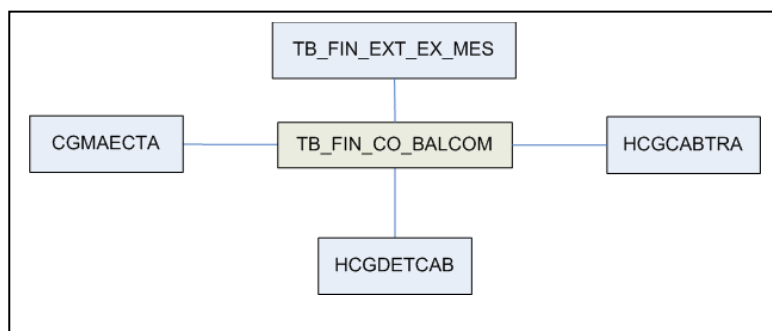 TB_FIN_EXT_EX_MES
CGMAECTA
TB_FIN_CO_BALCOM
HCGCABTRA
HCGDETCAB